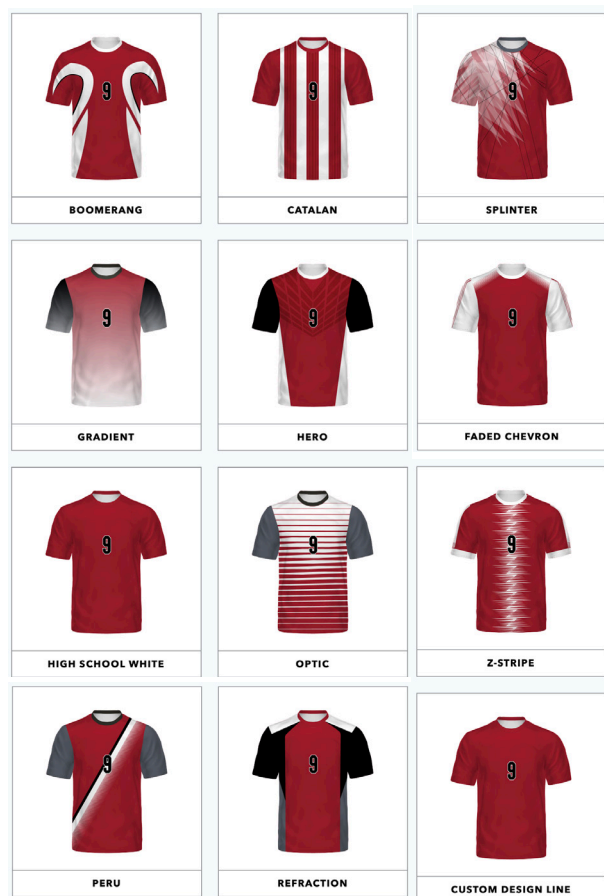 9
9
9
BOOMERANG
CATALAN
SPLINTER
9
9
9
GRADIENT
HERO
FADED CHEVRON
9
9
9
HIGH SCHOOL WHITE
OPTIC
Z-STRIPE
9
9
9
PERU
REFRACTION
CUSTOM DESIGN LINE